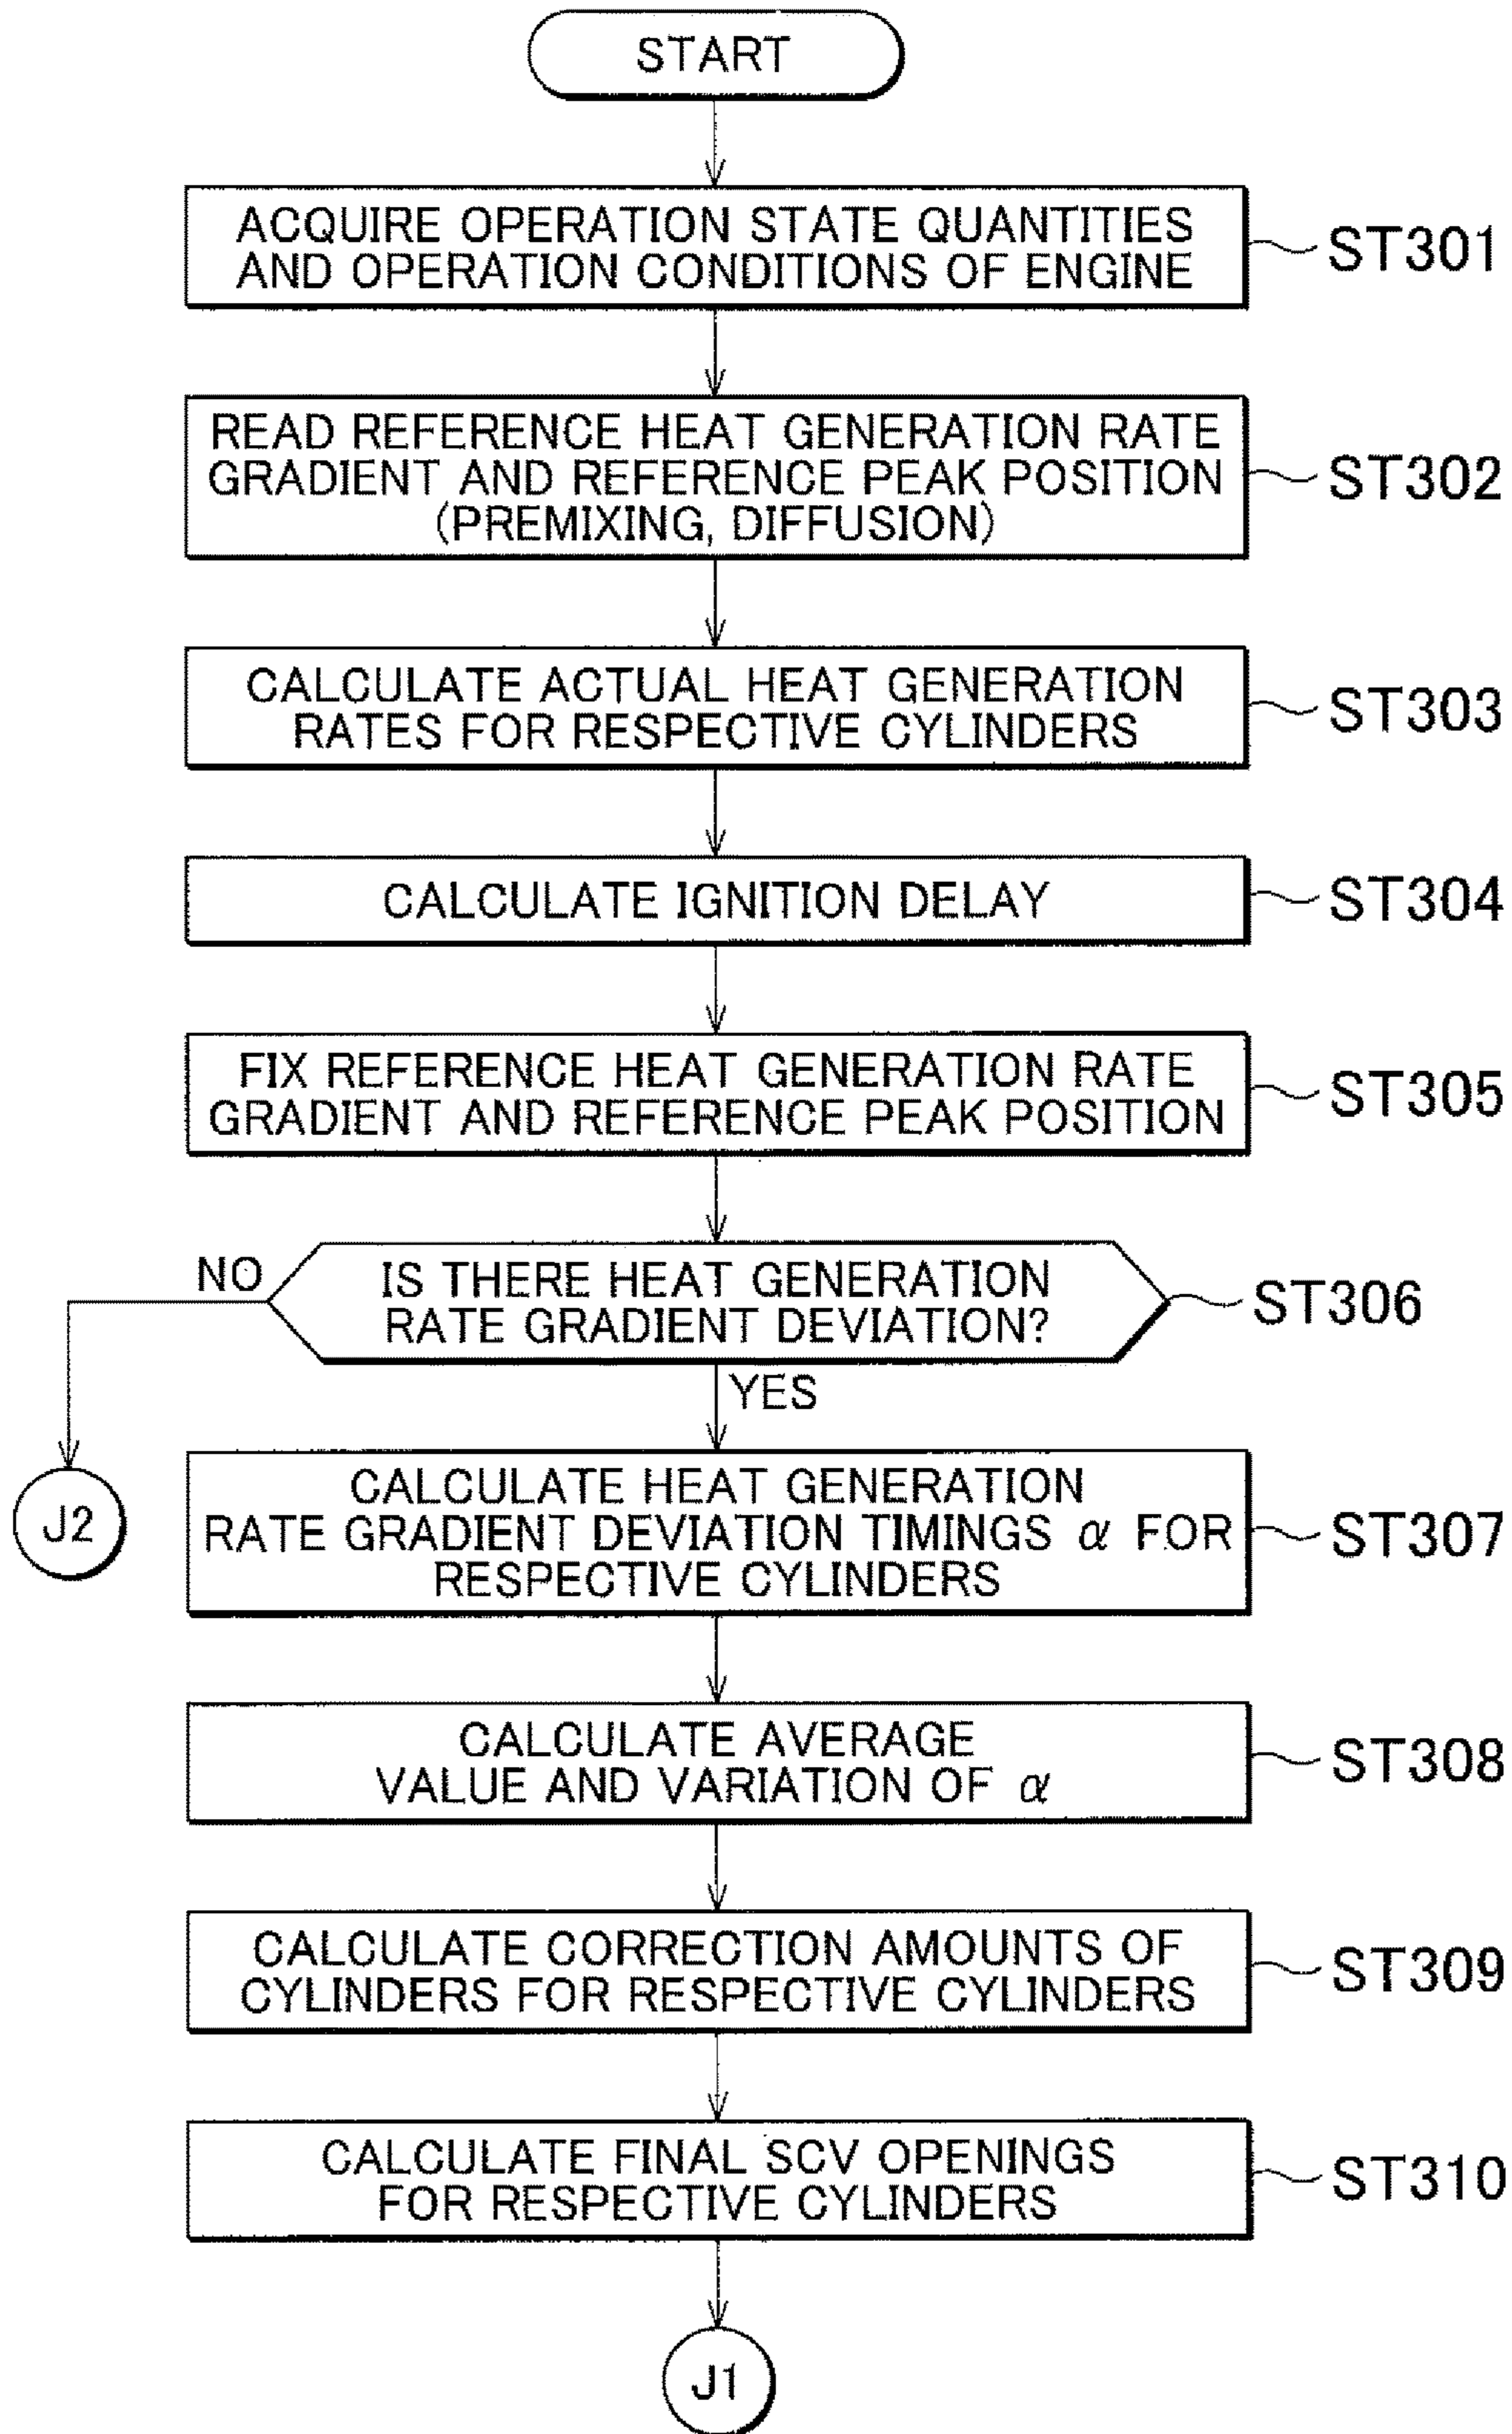 START
ACQUIRE OPERATION STATE QUANTITIES
AND OPERATION CONDITIONS OF ENGINE
ST301
READ REFERENCE HEAT GENERATION RATE
GRADIENT AND REFERENCE PEAK POSITION
(PREMIXING, DIFFUSION)
ST302
CALCULATE ACTUAL HEAT GENERATION
RATES FOR RESPECTIVE CYLINDERS
ST303
CALCULATE IGNITION DELAY
ST304
FIX REFERENCE HEAT GENERATION RATE
GRADIENT AND REFERENCE PEAK POSITION
ST305
NO
IS THERE HEAT GENERATION
RATE GRADIENT DEVIATION?
ST306
YES
J2
CALCULATE HEAT GENERATION
RATE GRADIENT DEVIATION TIMINGS α FOR
RESPECTIVE CYLINDERS
ST307
CALCULATE AVERAGE
VALUE AND VARIATION OF α
ST308
CALCULATE CORRECTION AMOUNTS OF
CYLINDERS FOR RESPECTIVE CYLINDERS
ST309
CALCULATE FINAL SCV OPENINGS
FOR RESPECTIVE CYLINDERS
ST310
J1